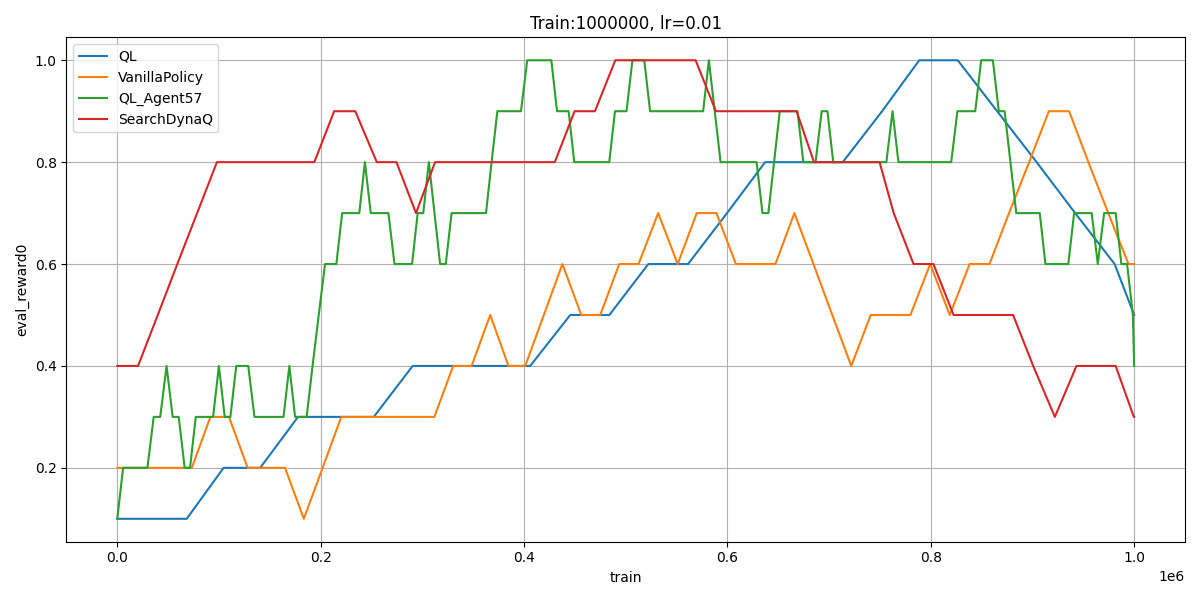 Train:1000000, lr=0.01
QL
VanillaPolicy
QL_Agent57
SearchDynaQ
eval_reward0
1.0
0.8
0.6
0.4
0.2
0.0 0.2 0.4 0.6 0.8 1.0
1e6
train